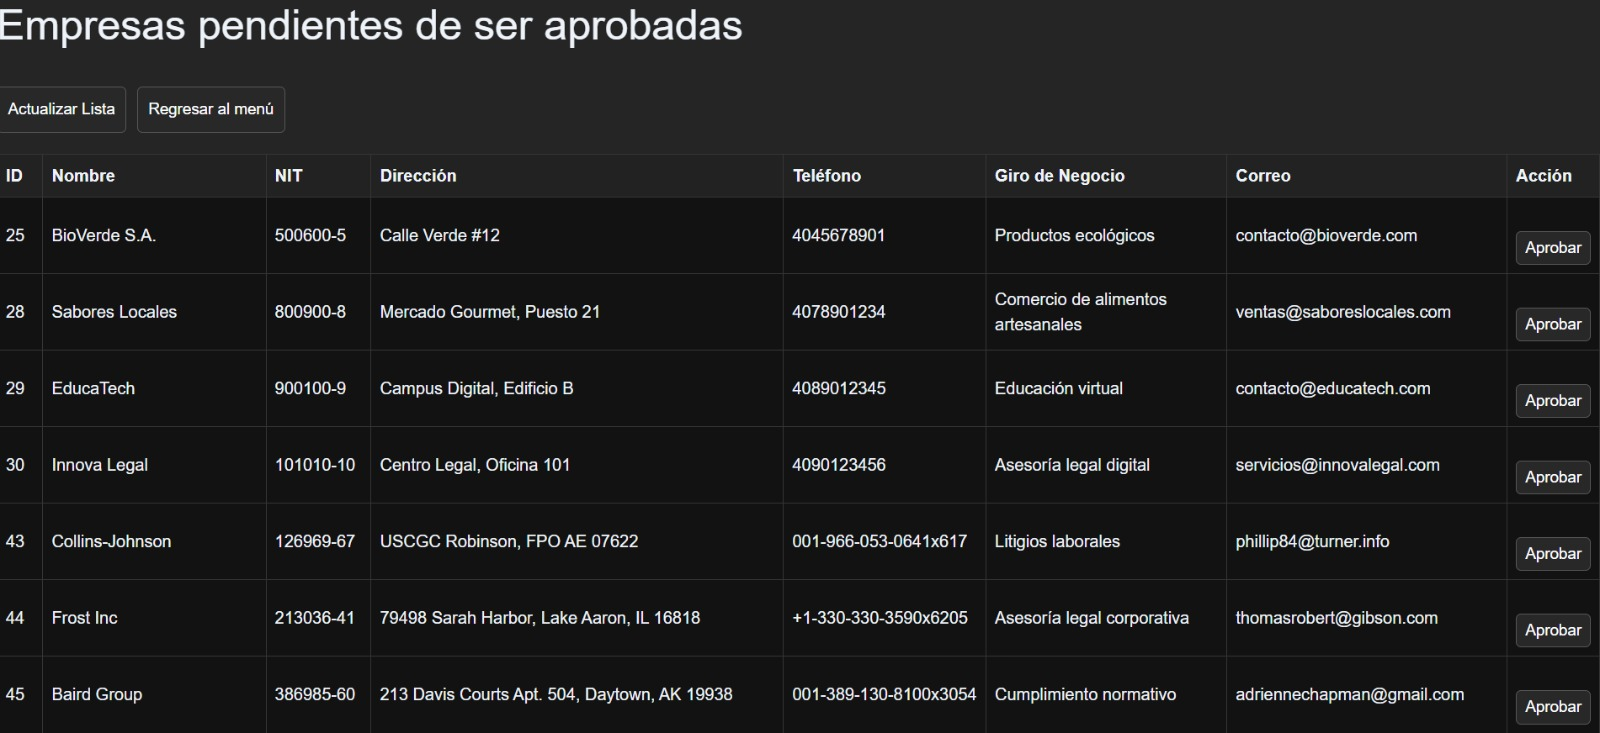 Empresas pendientes de ser aprobadas
Actualizar Lista Regresar al menú
ID Nombre NIT Dirección Teléfono Giro de Negocio Correo Acción
25 BioVerde S.A. 500600-5 Calle Verde #12 4045678901 Productos ecológicos contacto@bioverde.com Aprobar
28 Sabores Locales 800900-8 Mercado Gourmet, Puesto 21 4078901234 Comercio de alimentos
artesanales ventas@saboreslocales.com Aprobar
29 EducaTech 900100-9 Campus Digital, Edificio B 4089012345 Educación virtual contacto@educatech.com Aprobar
30 Innova Legal 101010-10 Centro Legal, Oficina 101 4090123456 Asesoría legal digital servicios@innovalegal.com Aprobar
43 Collins-Johnson 126969-67 USCGC Robinson, FPO AE 07622 001-966-053-0641x617 Litigios laborales phillip84@turner.info Aprobar
44 Frost Inc 213036-41 79498 Sarah Harbor, Lake Aaron, IL 16818 +1-330-330-3590x6205 Asesoría legal corporativa thomasrobert@gibson.com Aprobar
45 Baird Group 386985-60 213 Davis Courts Apt. 504, Daytown, AK 19938 001-389-130-8100x3054 Cumplimiento normativo adriennechapman@gmail.com Aprobar